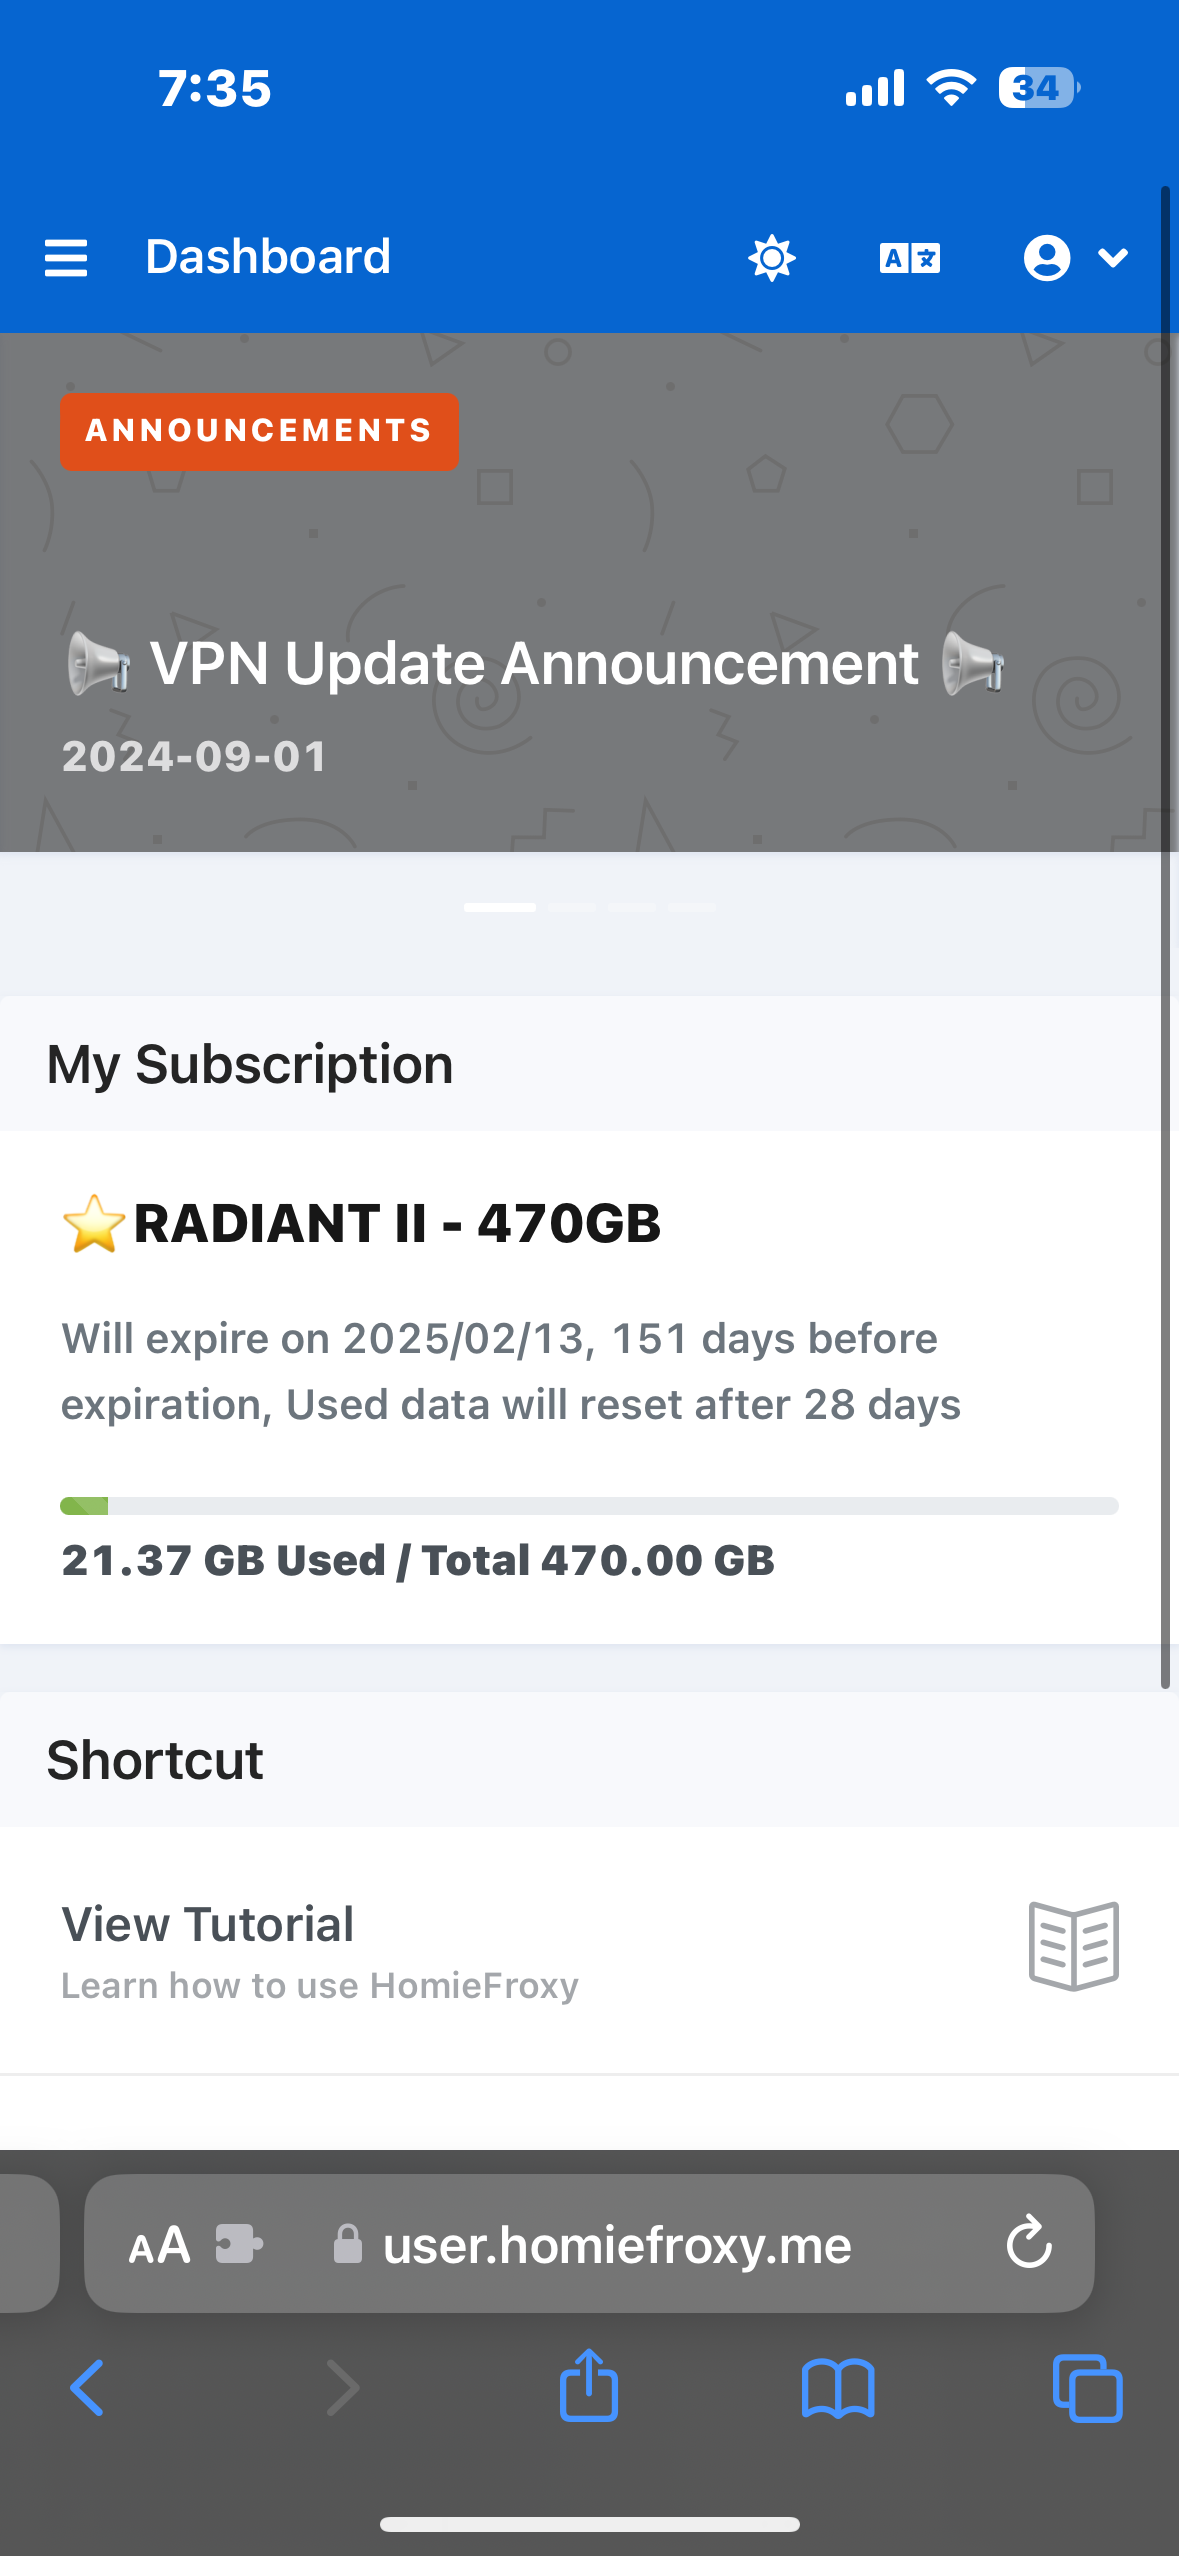 7:35
34
Dashboard
A文
ANNOUNCEMENTS
📢 VPN Update Announcement 📢
2024-09-01
My Subscription
⭐RADIANT II - 470GB
Will expire on 2025/02/13, 151 days before
expiration, Used data will reset after 28 days
21.37 GB Used / Total 470.00 GB
Shortcut
View Tutorial
Learn how to use HomieFroxy
AA
user.homiefroxy.me